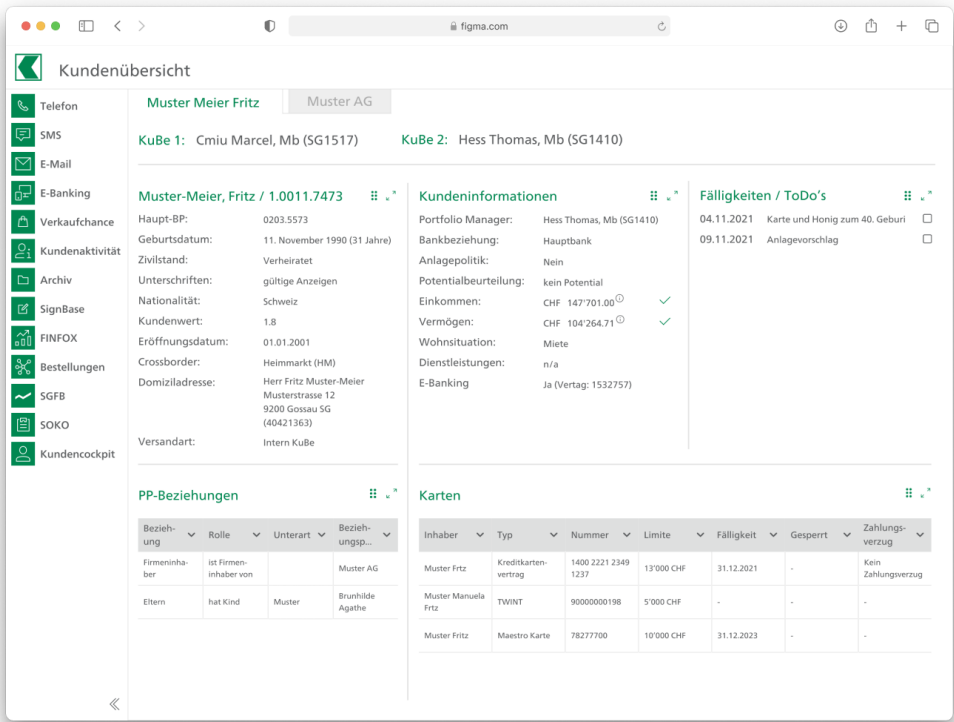 figma.com
Kundenübersicht
Telefon
SMS
E-Mail
E-Banking
Verkaufchance
Kundenaktivität
Archiv
SignBase
FINFOX
Bestellungen
SGFB
SOKO
Kundencockpit
Muster Meier Fritz
Muster AG
KuBe 1: Cmiu Marcel, Mb (SG1517)
KuBe 2: Hess Thomas, Mb (SG1410)
Muster-Meier, Fritz / 1.0011.7473
Haupt-BP: 0203.5573
Geburtsdatum: 11. November 1990 (31 Jahre)
Zivilstand: Verheiratet
Unterschriften: gültige Anzeigen
Nationalität: Schweiz
Kundenwert: 1.8
Eröffnungsdatum: 01.01.2001
Crossborder: Heimmarkt (HM)
Domiziladresse: Herr Fritz Muster-Meier
Musterstrasse 12
9200 Gossau SG
(40421363)
Versandart: Intern KuBe
Kundeninformationen
Portfolio Manager: Hess Thomas, Mb (SG1410)
Bankbeziehung: Hauptbank
Anlagepolitik: Nein
Potentialbeurteilung: kein Potential
Einkommen: CHF 147'701.00
Vermögen: CHF 104'264.71
Wohnsituation: Miete
Dienstleistungen: n/a
E-Banking Ja (Vertag: 1532757)
Fälligkeiten / ToDo's
04.11.2021 Karte und Honig zum 40. Geburi
09.11.2021 Anlagevorschlag
PP-Beziehungen
Bezieh-
ung
Rolle
Unterart
Bezieh-
ungsp...
Firmeninha-
ber
ist Firmen-
inhaber von
Muster AG
Eltern
hat Kind
Muster
Brunhilde
Agathe
Karten
Inhaber
Typ
Nummer
Limite
Fälligkeit
Gesperrt
Zahlungs-
verzug
Muster Frtz
Kreditkarten-
vertrag
1400 2221 2349
1237
13'000 CHF
31.12.2021
-
Kein
Zahlungsverzug
Muster Manuela
Frtz
TWINT
90000000198
5'000 CHF
-
-
-
Muster Fritz
Maestro Karte
78277700
10'000 CHF
31.12.2023
-
-